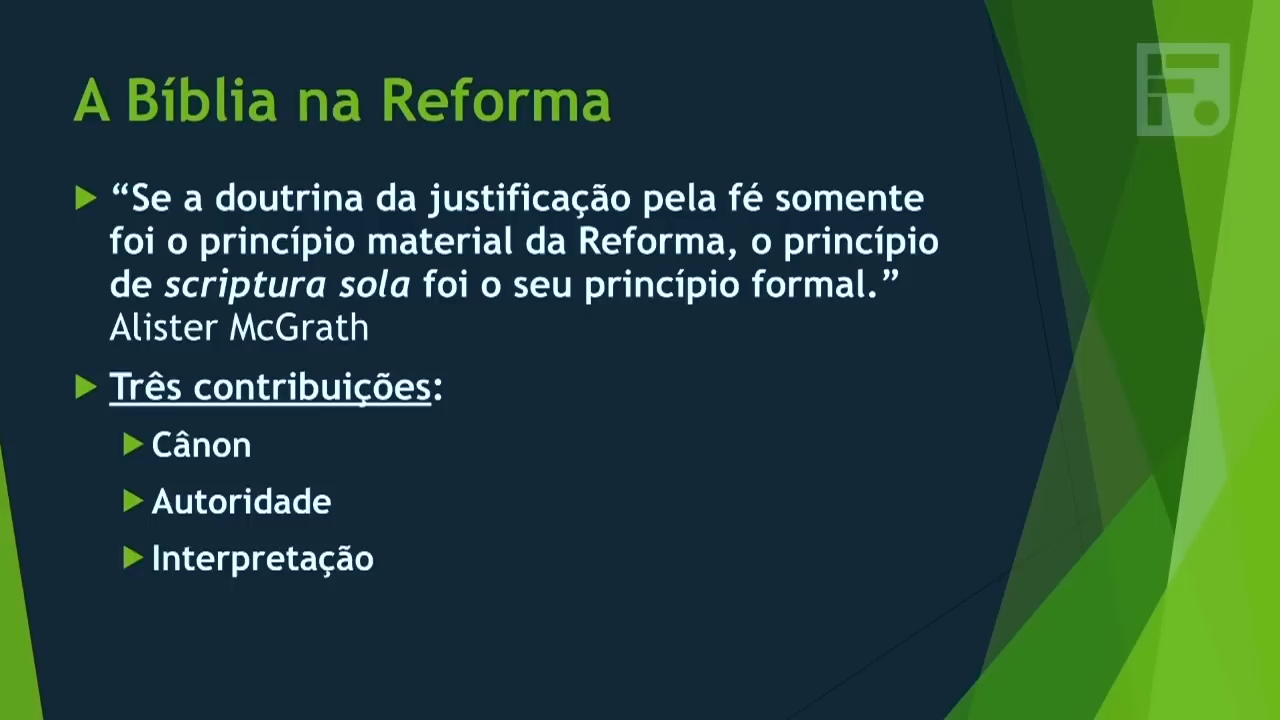 A Bíblia na Reforma
“Se a doutrina da justificação pela fé somente
foi o princípio material da Reforma, o princípio
de scriptura sola foi o seu princípio formal.”
Alister McGrath
Três contribuições:
Cânon
Autoridade
Interpretação